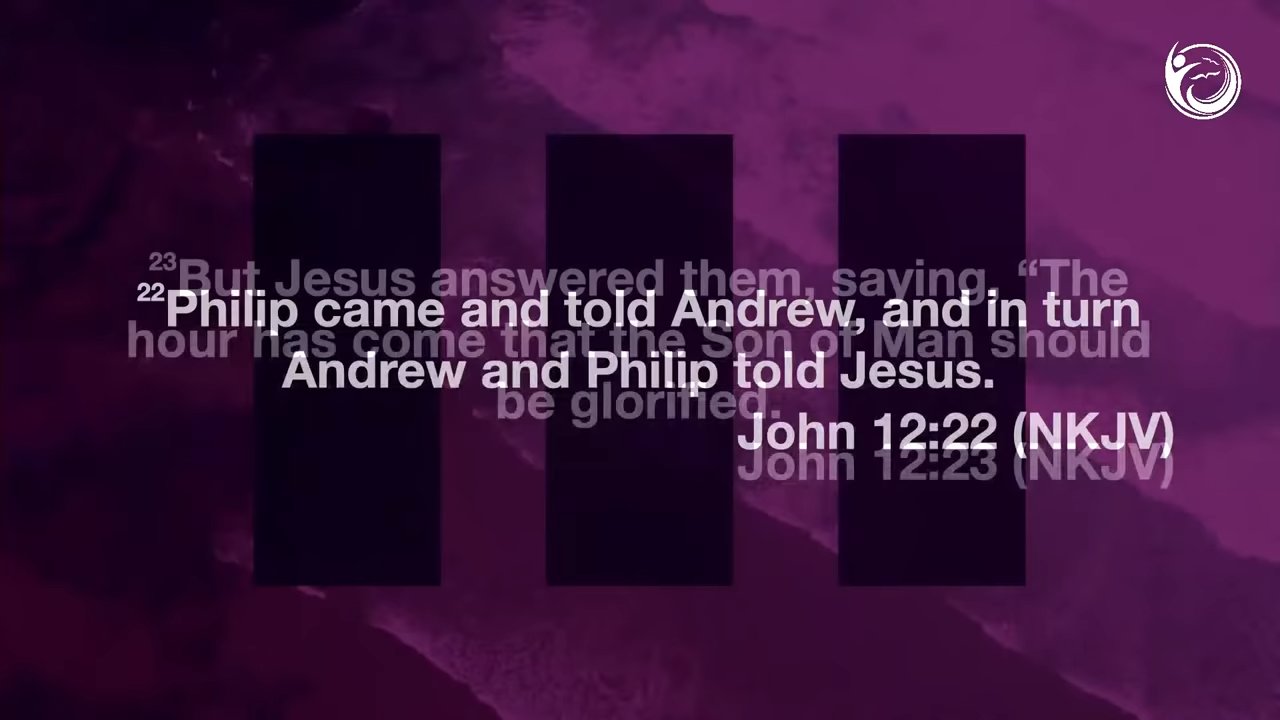 ²²Philip came and told Andrew, and in turn
Andrew and Philip told Jesus.
John 12:22 (NKJV)
²³But Jesus answered them, saying, “The
hour has come that the Son of Man should
be glorified.
John 12:23 (NKJV)